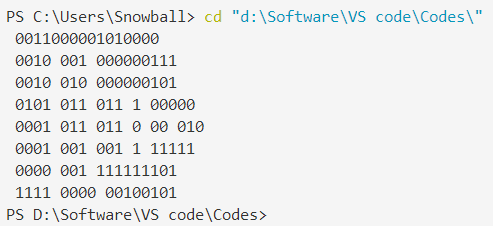 PS C:\Users\Snowball> cd "d:\Software\VS code\Codes\"
0011000001010000
0010 001 000000111
0010 010 000000101
0101 011 011 1 00000
0001 011 011 0 00 010
0001 001 001 1 11111
0000 001 111111101
1111 0000 00100101
PS D:\Software\VS code\Codes>